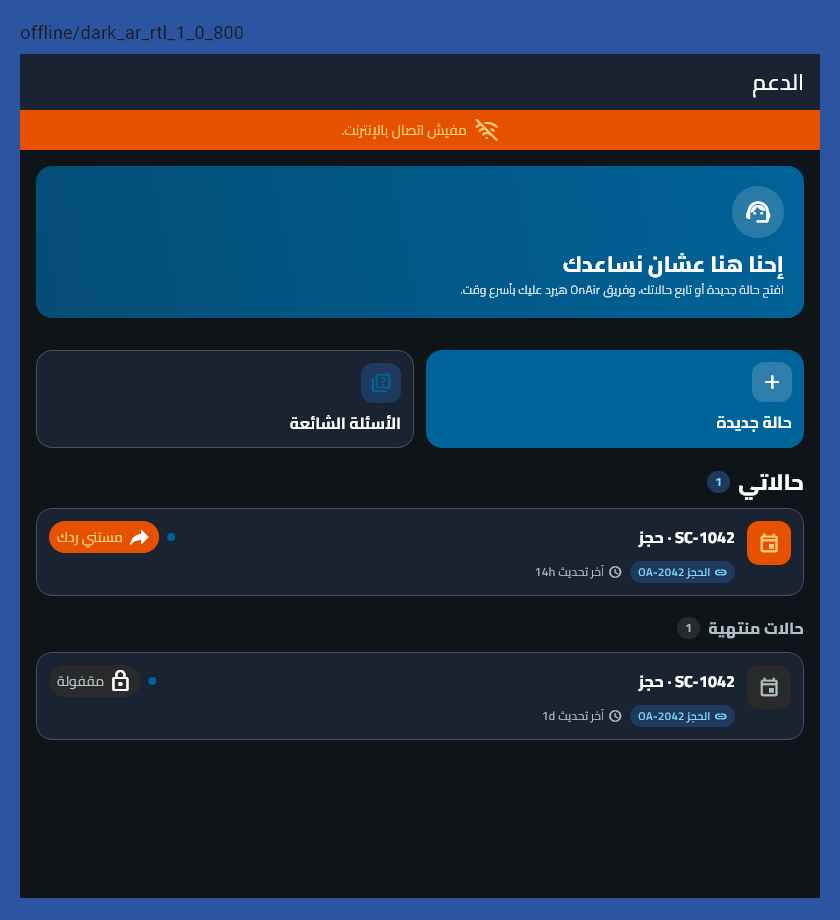 offline/dark_ar_rtl_1_0_800
الدعم
مفيش اتصال بالإنترنت.
إحنا هنا عشان نساعدك
افتح حالة جديدة أو تابع حالاتك، وفريق OnAir هيرد عليك بأسرع وقت.
حالة جديدة
الأسئلة الشائعة
حالاتي 1
SC-1042 · حجز
مستني ردك
الحجز OA-2042
آخر تحديث 14h
حالات منتهية 1
SC-1042 · حجز
مقفولة
الحجز OA-2042
آخر تحديث 1d